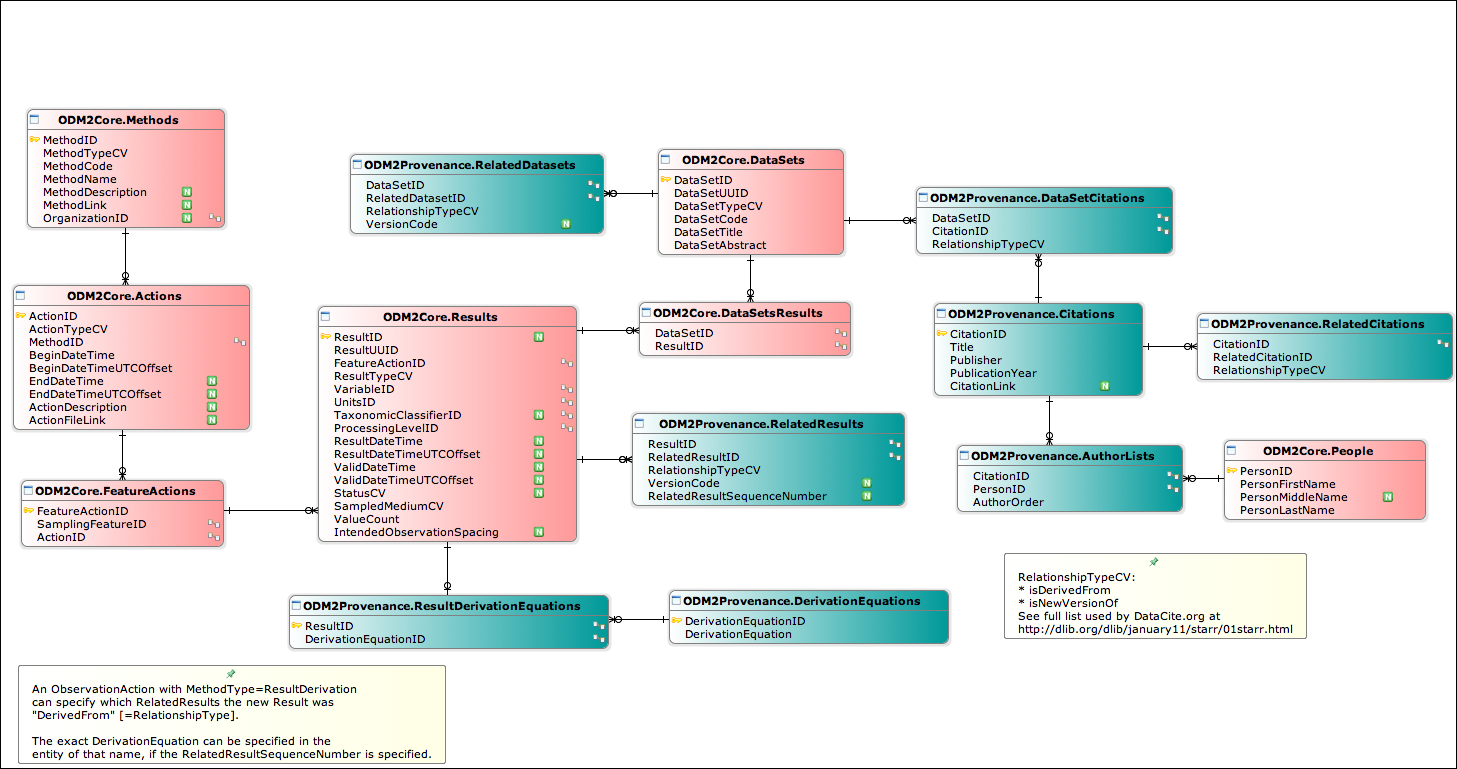 ODM2Core.Methods
MethodID
MethodTypeCV
MethodCode
MethodName
MethodDescription N
MethodLink N
OrganizationID N
ODM2Provenance.RelatedDatasets
DataSetID
RelatedDatasetID
RelationshipTypeCV
VersionCode N
ODM2Core.DataSets
DataSetID
DataSetUUID
DataSetTypeCV
DataSetCode
DataSetTitle
DataSetAbstract
ODM2Provenance.DataSetCitations
DataSetID
CitationID
RelationshipTypeCV
ODM2Core.Actions
ActionID
ActionTypeCV
MethodID
BeginDateTime
BeginDateTimeUTCOffset
EndDateTime N
EndDateTimeUTCOffset N
ActionDescription N
ActionFileLink N
ODM2Core.Results
ResultID N
ResultUUID
FeatureActionID
ResultTypeCV
VariableID
UnitsID
TaxonomicClassifierID N
ProcessingLevelID
ResultDateTime N
ResultDateTimeUTCOffset N
ValidDateTime N
ValidDateTimeUTCOffset N
StatusCV N
SampledMediumCV
ValueCount
IntendedObservationSpacing N
ODM2Core.DataSetsResults
DataSetID
ResultID
ODM2Provenance.Citations
CitationID
Title
Publisher
PublicationYear
CitationLink N
ODM2Provenance.RelatedCitations
CitationID
RelatedCitationID
RelationshipTypeCV
ODM2Provenance.RelatedResults
ResultID
RelatedResultID
RelationshipTypeCV
VersionCode N
RelatedResultSequenceNumber N
ODM2Provenance.AuthorLists
CitationID
PersonID
AuthorOrder
ODM2Core.People
PersonID
PersonFirstName
PersonMiddleName N
PersonLastName
ODM2Core.FeatureActions
FeatureActionID
SamplingFeatureID
ActionID
ODM2Provenance.ResultDerivationEquations
ResultID
DerivationEquationID
ODM2Provenance.DerivationEquations
DerivationEquationID
DerivationEquation
RelationshipTypeCV:
* isDerivedFrom
* isNewVersionOf
See full list used by DataCite.org at
http://dlib.org/dlib/january11/starr/01starr.html
An ObservationAction with MethodType=ResultDerivation
can specify which RelatedResults the new Result was
"DerivedFrom" [=RelationshipType].
The exact DerivationEquation can be specified in the
entity of that name, if the RelatedResultSequenceNumber is specified.